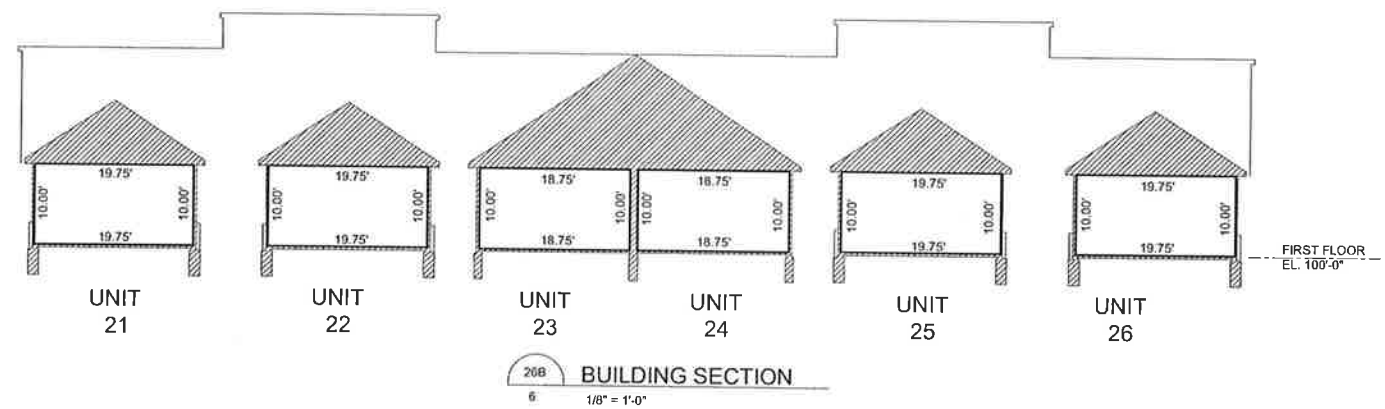 19.75'
10.00'
10.00'
19.75'
UNIT
21
19.75'
10.00'
10.00'
19.75'
UNIT
22
18.75'
10.00'
10.00'
18.75'
UNIT
23
18.75'
10.00'
10.00'
18.75'
UNIT
24
19.75'
10.00'
10.00'
19.75'
UNIT
25
19.75'
10.00'
10.00'
19.75'
UNIT
26
FIRST FLOOR
EL. 100'-0"
26B
6
BUILDING SECTION
1/8" = 1'-0"